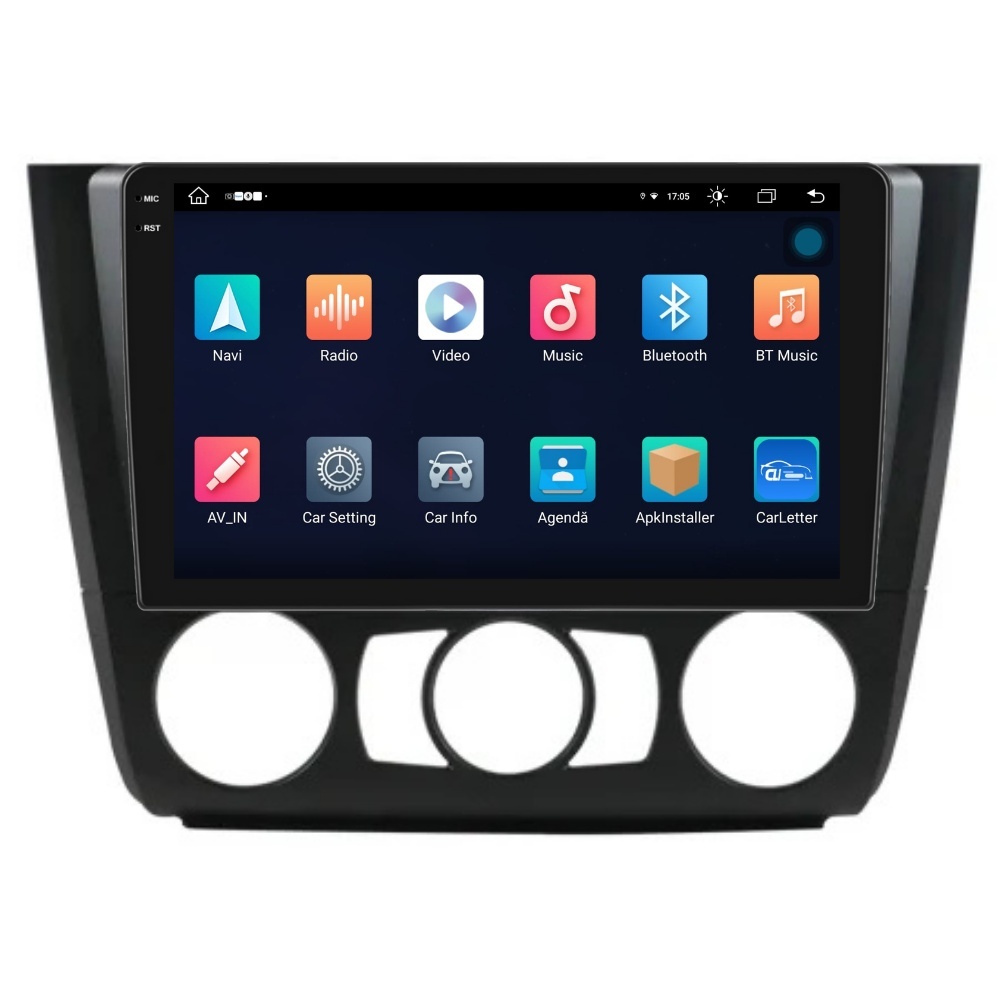 MIC
17:05
RST
Navi
Radio
Video
Music
Bluetooth
BT Music
AV_IN
Car Setting
Car Info
Agendă
ApkInstaller
CarLetter